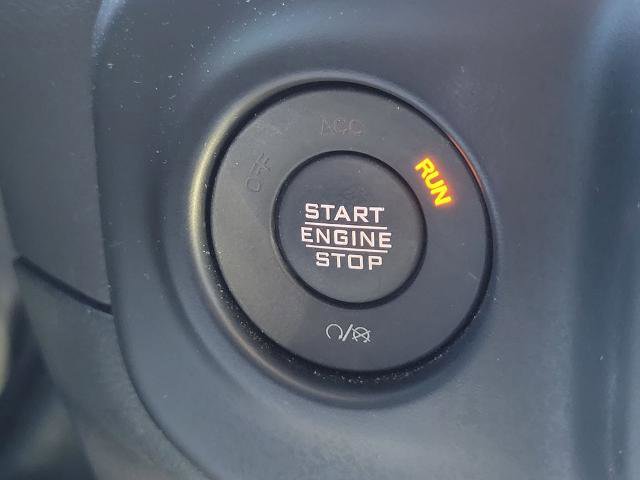 ACC
OFF
RUN
START
ENGINE
STOP